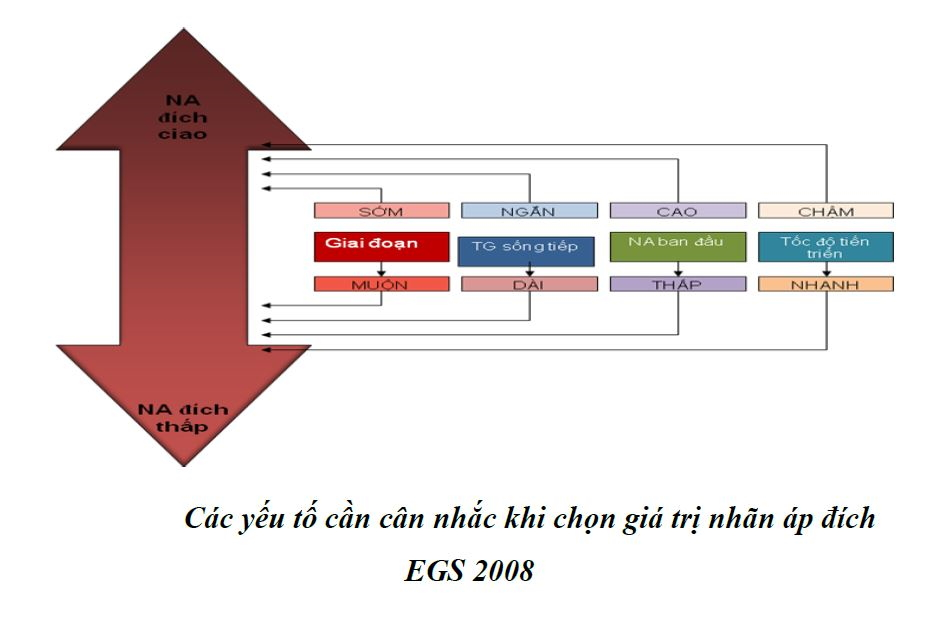 NA
đích
ciao
SỚM
NGẮN
CAO
CHẬM
Giai đoạn
TG sống tiếp
NA ban đầu
Tốc độ tiến
triển
MUỘN
DÀI
THẤP
NHANH
NA đích
thấp
Các yếu tố cần cân nhắc khi chọn giá trị nhãn áp đích
EGS 2008